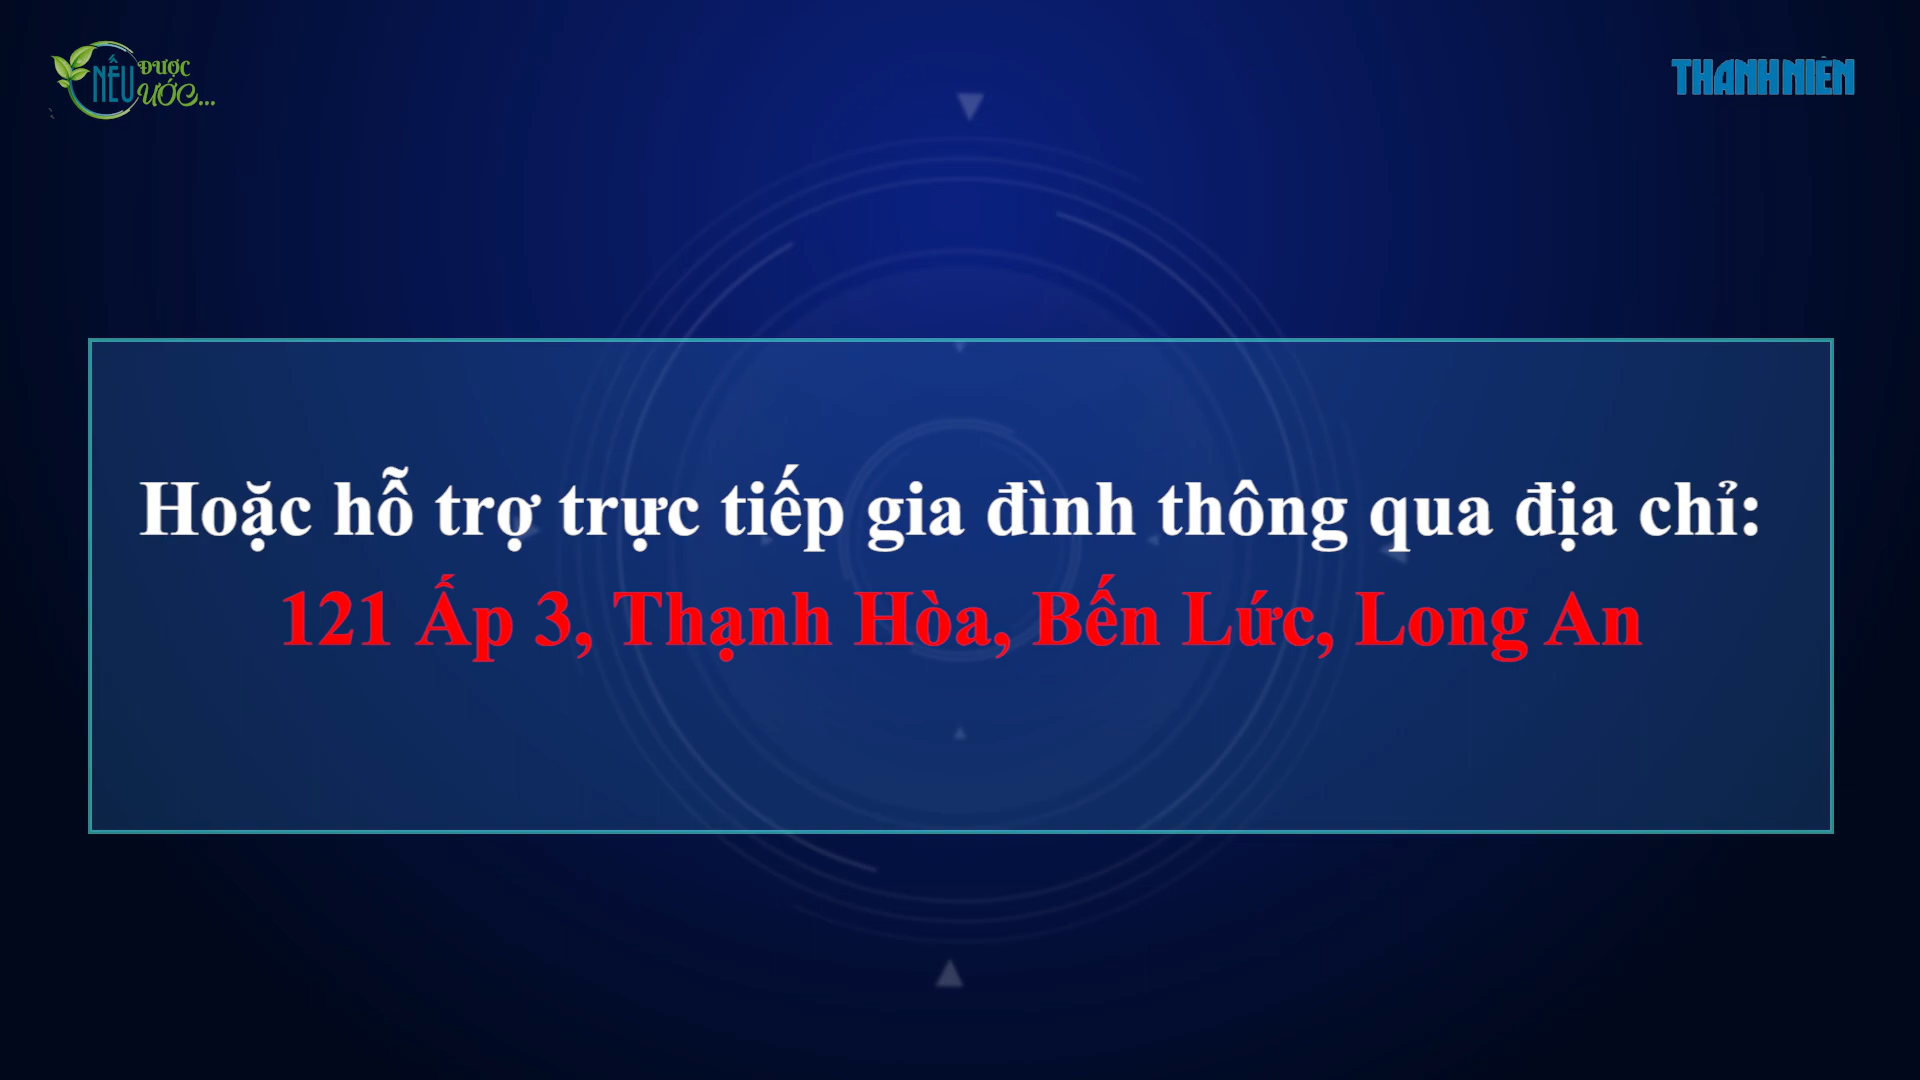 NẾU ĐƯỢC ƯỚC...
THANH NIÊN
Hoặc hỗ trợ trực tiếp gia đình thông qua địa chỉ:
121 Ấp 3, Thạnh Hòa, Bến Lức, Long An